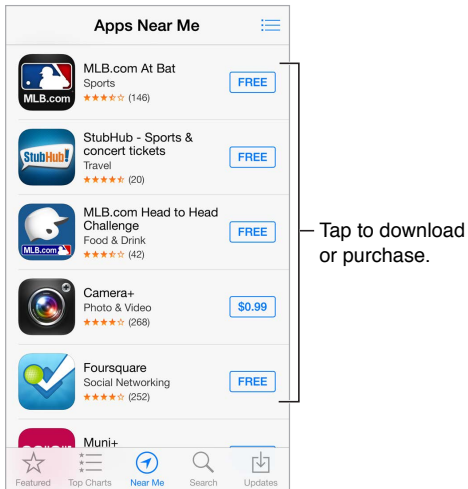 Apps Near Me
MLB.com At Bat
Sports
(146)
MLB.com
FREE
StubHub - Sports &
concert tickets
Travel
(20)
StubHub!
FREE
MLB.com Head to Head
Challenge
Food & Drink
(42)
MLB.com
FREE
Camera+
Photo & Video
(268)
$0.99
Foursquare
Social Networking
(252)
FREE
Muni+
Tap to download
or purchase.
Featured
Top Charts
Near Me
Search
Updates